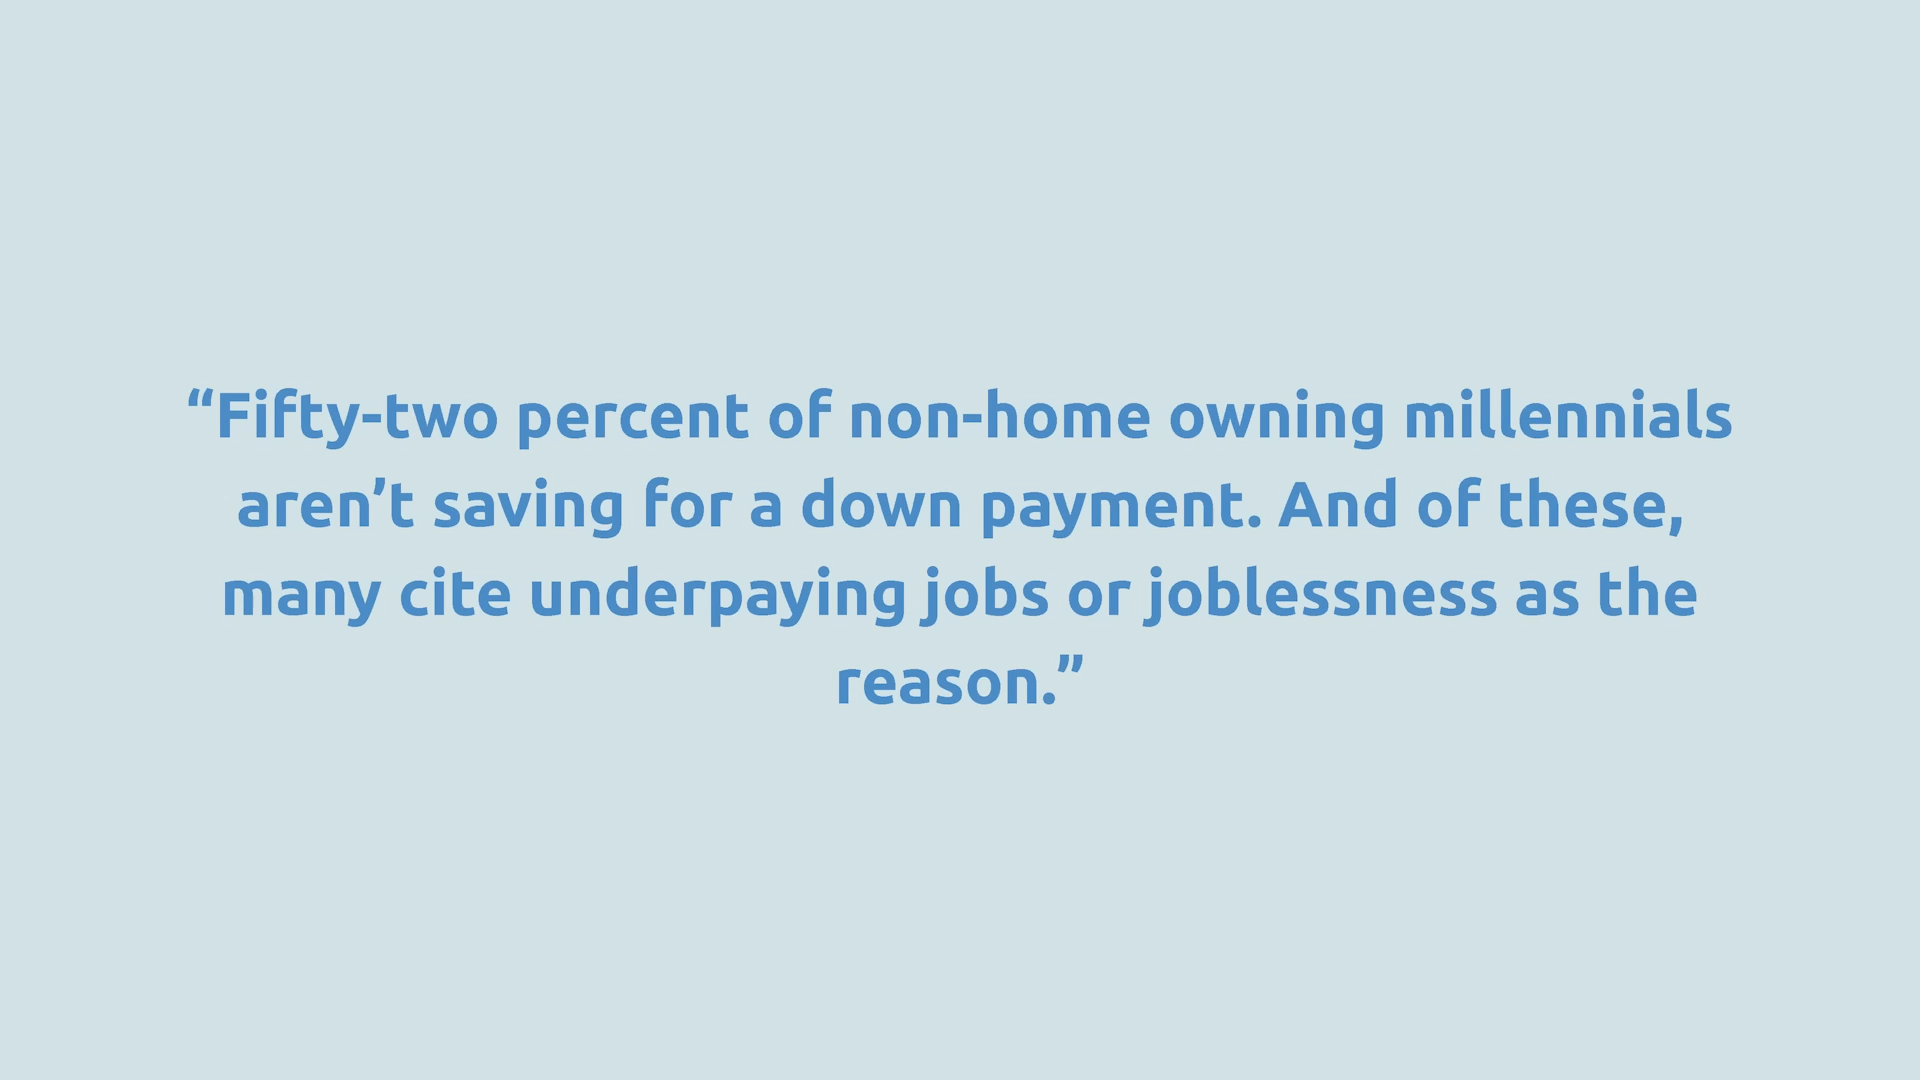 “Fifty-two percent of non-home owning millennials
aren’t saving for a down payment. And of these,
many cite underpaying jobs or joblessness as the
reason.”